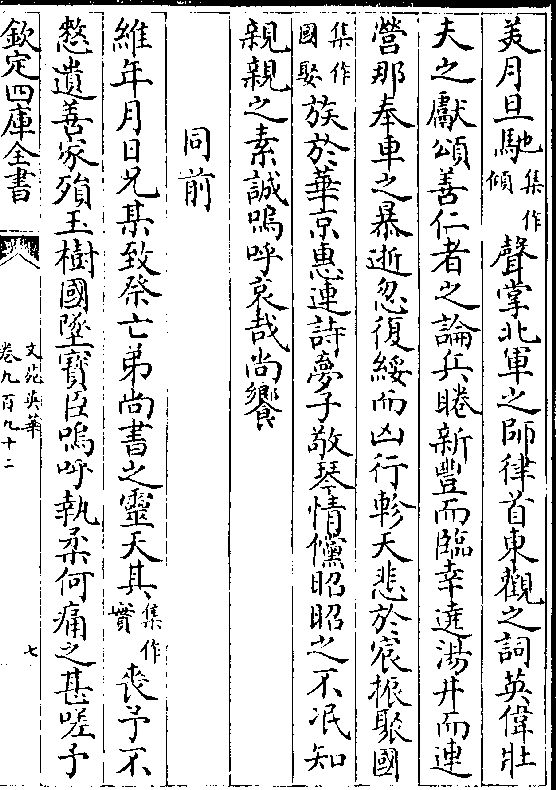 美月旦馳集作傾他聲掌北軍之師律首東觀之詞英偉壯
夫之獻頌善仁者之論兵睠新豐而臨幸遶湯井而連
營那奉車之暴逝忽復綏而凶行軫天悲於宸扆聚國
集作國娶族於華京惠連詩夢子敬琴情儻昭昭之不泯知
親親之素誠嗚呼哀哉尚饗
同前
維年月日兄某致祭亡弟尚書之靈天其集作實喪予不
憖遺善家殞玉樹國墜寶臣嗚呼執柔何痛之甚嗟予
欽定四庫全書
文苑英華
卷九百九十二
七